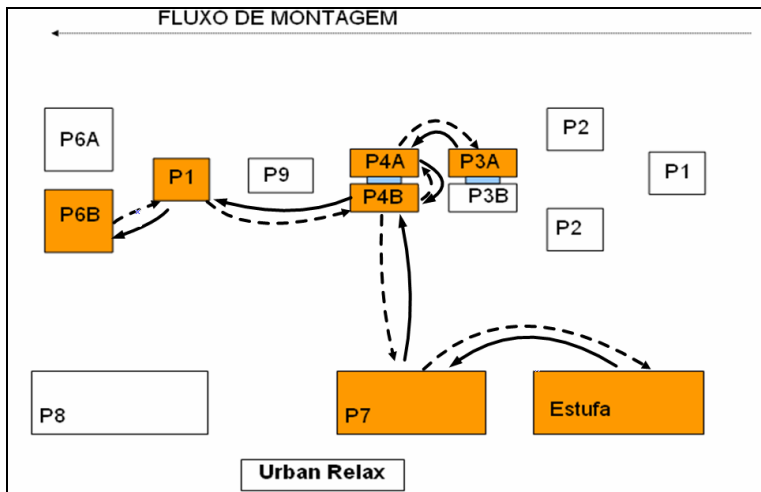 FLUXO DE MONTAGEM
P6A
P2
P4A
P3A
P9
P1
P1
P4B
P3B
P6B
P2
P8
P7
Estufa
Urban Relax